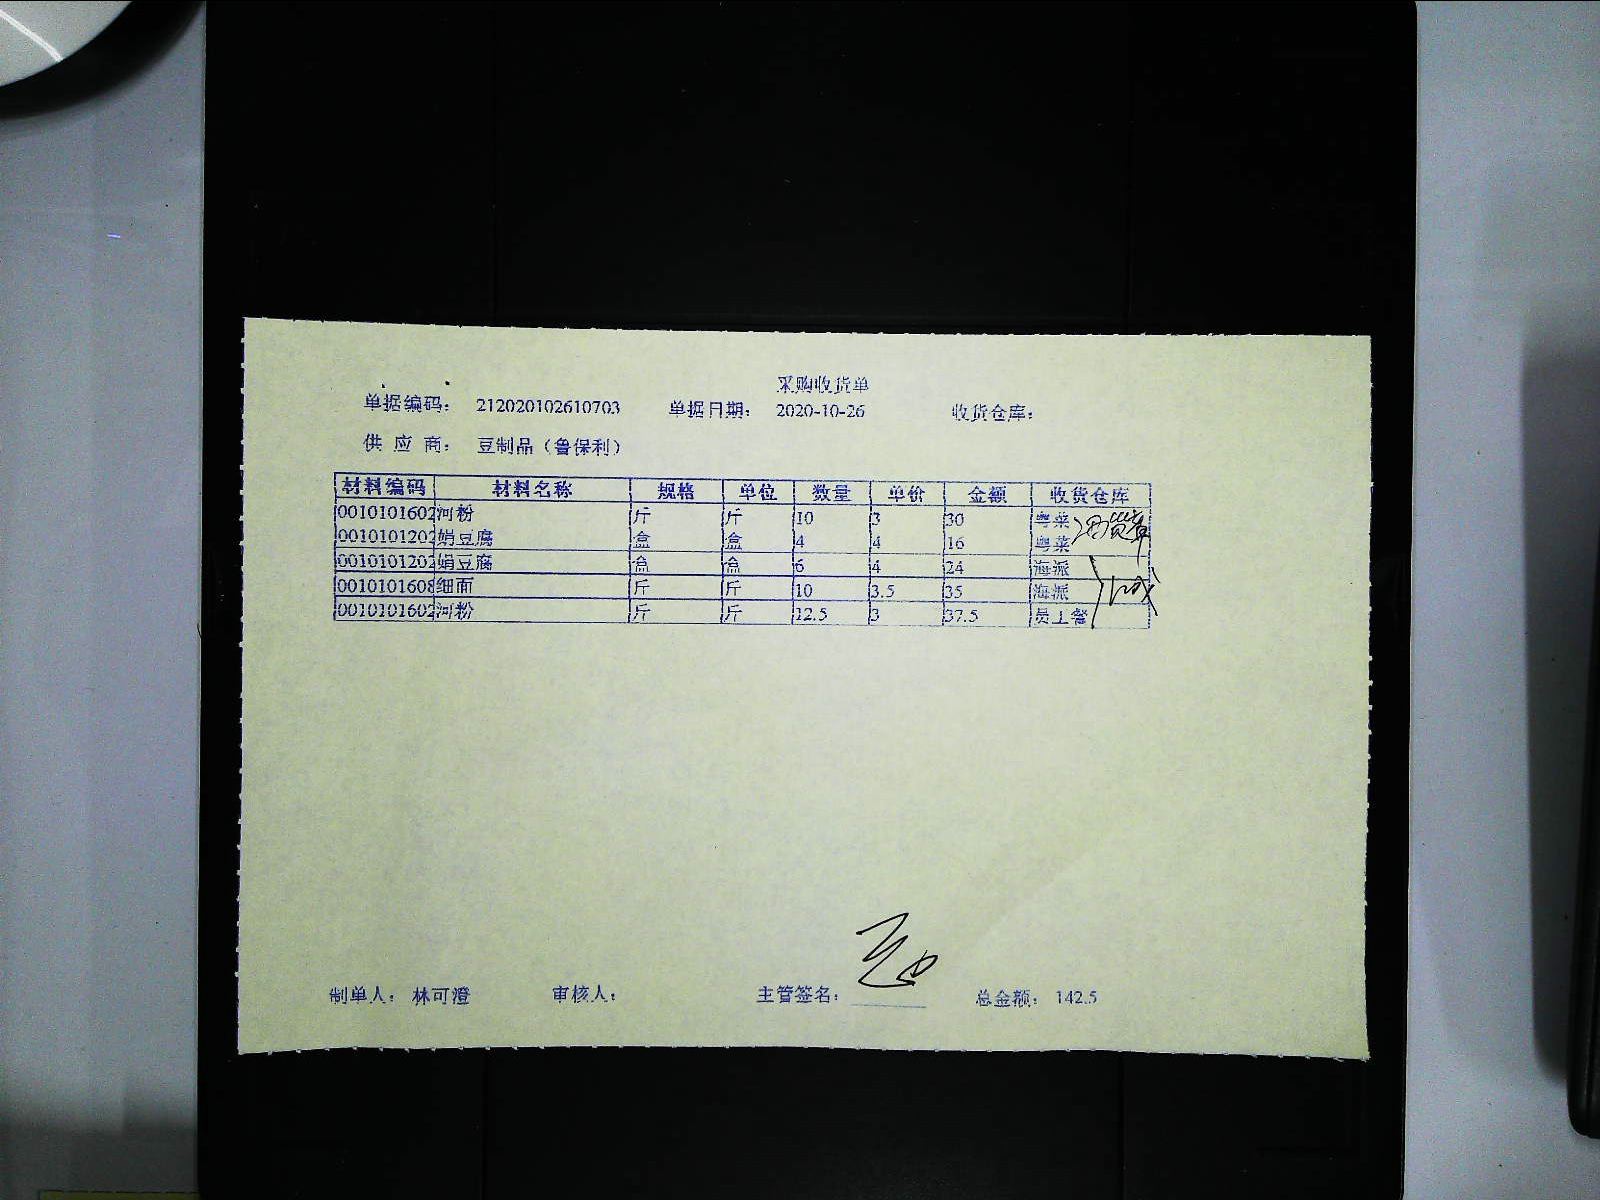 采购收货单
单据编码： 212020102610703 单据日期： 2020-10-26 收货仓库：
供 应 商： 豆制品（鲁保利）
材料编码 材料名称 规格 单位 数量 单价 金额 收货仓库
0010101602 河粉 斤 斤 10 3 30 粤菜
0010101202 娟豆腐 盒 盒 4 4 16 粤菜
0010101202 娟豆腐 盒 盒 6 4 24 海派
0010101608 细面 斤 斤 10 3.5 35 海派
0010101602 河粉 斤 斤 12.5 3 37.5 员工餐
制单人： 林可澄 审核人： 主管签名： 总金额： 142.5